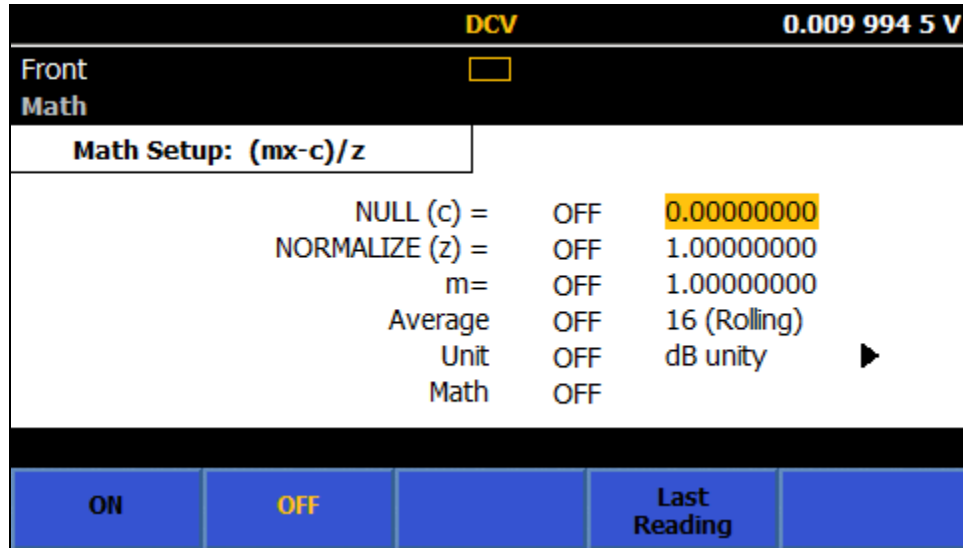 DCV 0.009 994 5 V
Front
Math
Math Setup: (mx-c)/z
NULL (c) = OFF 0.00000000
NORMALIZE (z) = OFF 1.00000000
m= OFF 1.00000000
Average OFF 16 (Rolling)
Unit OFF dB unity
Math OFF
ON OFF Last Reading